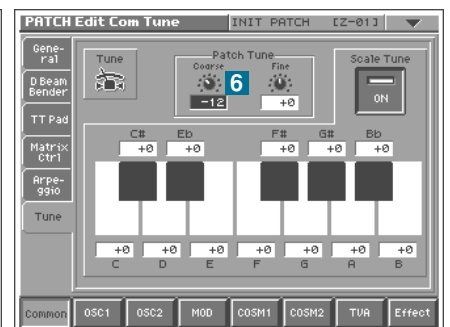 PATCH Edit Com Tune INIT PATCH [Z-01]
Gene-
ral
D Beam
Bender
TT Pad
Matrix
Ctrl
Arpe-
ggio
Tune
Tune
Patch Tune
Coarse Fine
6
-12 +0
Scale Tune
ON
C# Eb F# G# Bb
+0 +0 +0 +0 +0
+0 +0 +0 +0 +0 +0 +0
C D E F G A B
Common OSC1 OSC2 MOD COSM1 COSM2 TVA Effect